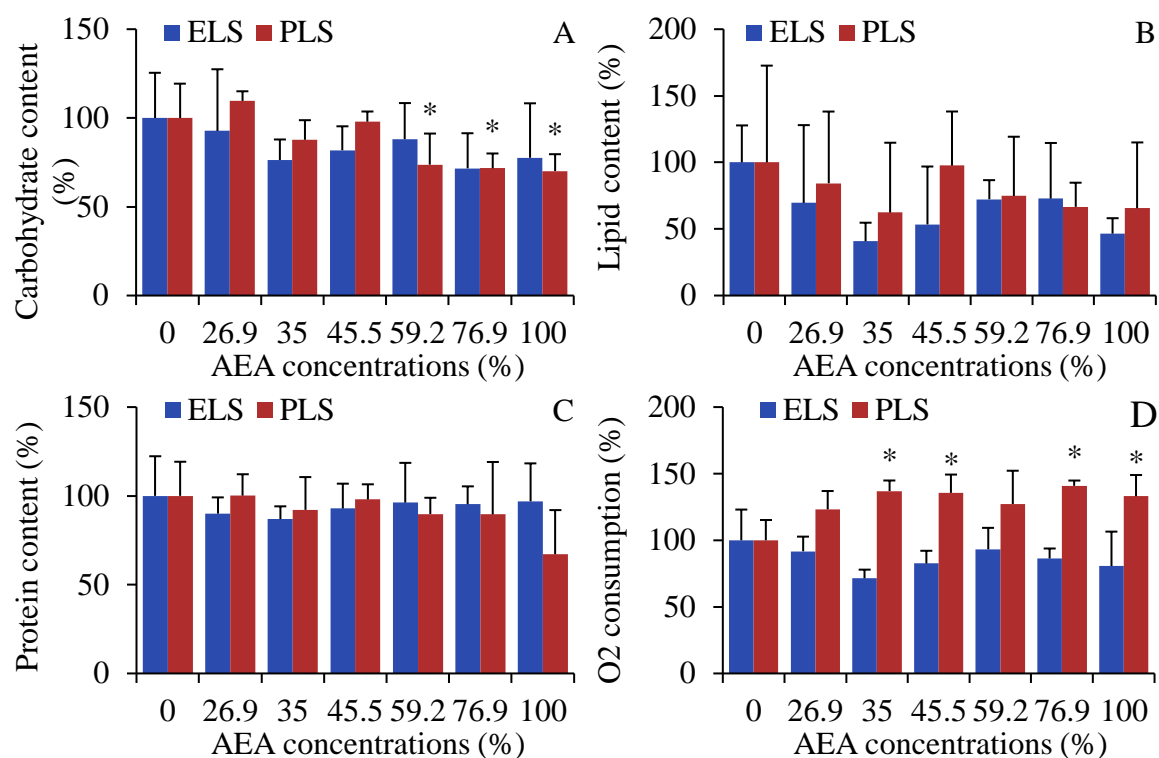 A
ELS PLS
Carbohydrate content
(%)
150
100
50
0
* * *
0 26.9 35 45.5 59.2 76.9 100
AEA concentrations (%)
B
ELS PLS
Lipid content (%)
200
150
100
50
0
0 26.9 35 45.5 59.2 76.9 100
AEA concentrations (%)
C
ELS PLS
Protein content (%)
150
100
50
0
0 26.9 35 45.5 59.2 76.9 100
AEA concentrations (%)
D
ELS PLS
O2 consumption (%)
200
150
100
50
0
* * * *
0 26.9 35 45.5 59.2 76.9 100
AEA concentrations (%)